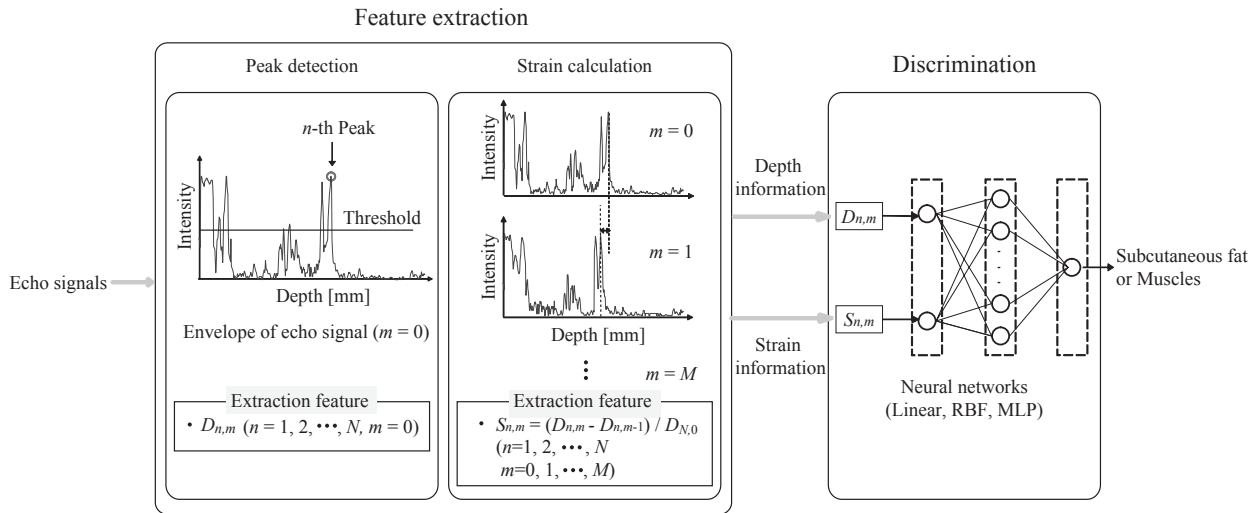 Feature extraction
Peak detection
Strain calculation
Discrimination
n-th Peak
Intensity
Threshold
Depth [mm]
Envelope of echo signal (m = 0)
Extraction feature
• Dn,m (n = 1, 2, •••, N, m = 0)
Intensity
m = 0
Intensity
m = 1
Depth [mm]
m = M
Extraction feature
• Sn,m = (Dn,m - Dn,m-1) / DN,0
(n=1, 2, •••, N
m=0, 1, •••, M)
Echo signals
Depth
information
Strain
information
Dn,m
Sn,m
Subcutaneous fat
or Muscles
Neural networks
(Linear, RBF, MLP)